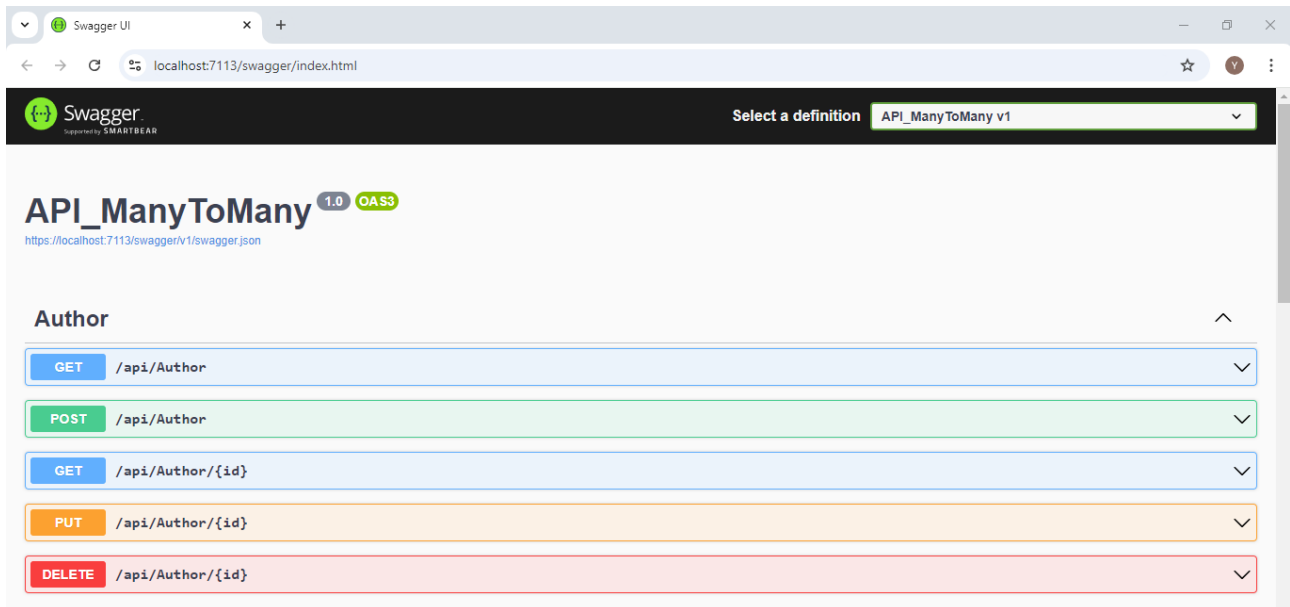 Swagger UI
localhost:7113/swagger/index.html
Y
{··}
Swagger.
Supported by SMARTBEAR
Select a definition
API_ManyToMany v1
API_ManyToMany 1.0 OAS3
https://localhost:7113/swagger/v1/swagger.json
Author
GET /api/Author
POST /api/Author
GET /api/Author/{id}
PUT /api/Author/{id}
DELETE /api/Author/{id}